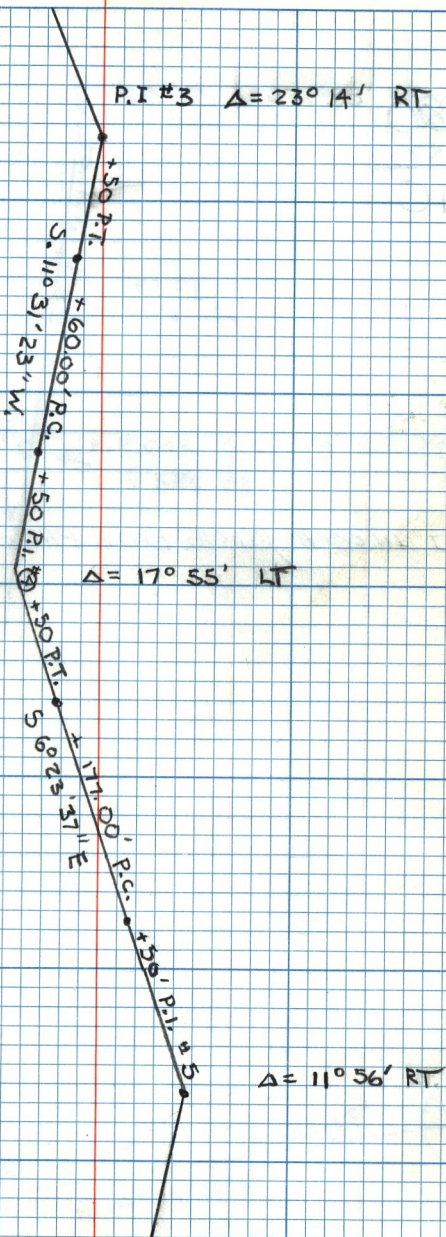 P.I #3 Δ= 23° 14' RT
+50 P.T.
S. 11° 31' 23" W.
+60.00' P.C.
+50 P.I. #4
Δ= 17° 55' LT
+50 P.T.
S 6° 23' 37" E
+ 177.00' P.C.
+50' P.I. #5
Δ= 11° 56' RT.